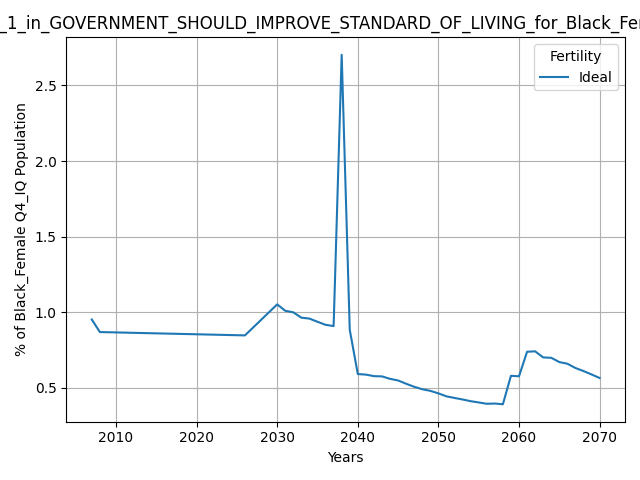 _1_in_GOVERNMENT_SHOULD_IMPROVE_STANDARD_OF_LIVING_for_Black_Fe
Fertility
Ideal
% of Black_Female Q4_IQ Population
2.5
2.0
1.5
1.0
0.5
2010 2020 2030 2040 2050 2060 2070
Years